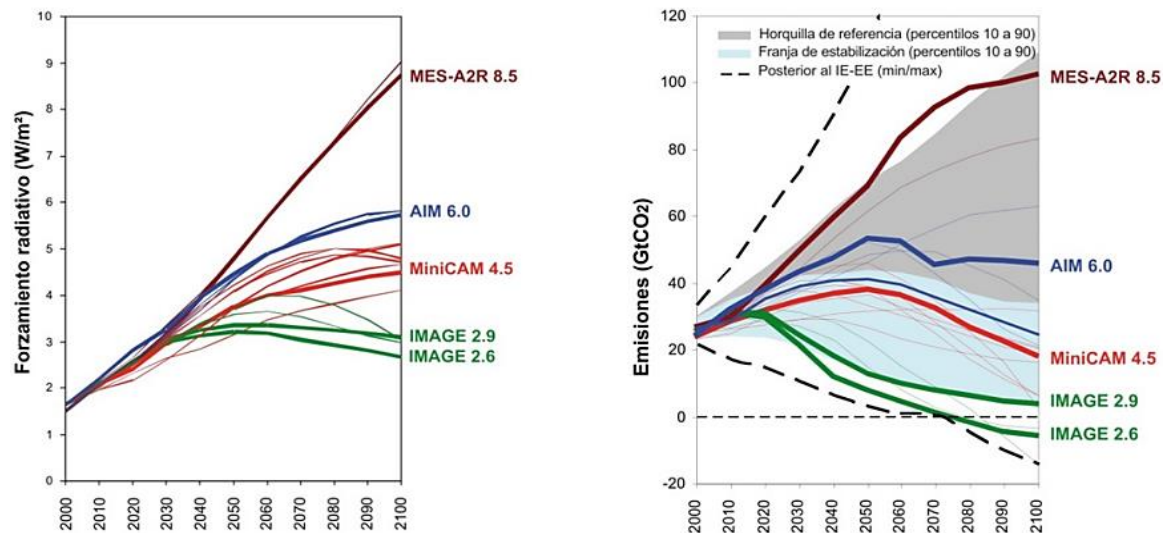 Forzamiento radiativo (W/m²)
10
9
8
7
6
5
4
3
2
1
0
2000
2010
2020
2030
2040
2050
2060
2070
2080
2090
2100
MES-A2R 8.5
AIM 6.0
MiniCAM 4.5
IMAGE 2.9
IMAGE 2.6
Emisiones (GtCO₂)
120
100
80
60
40
20
0
-20
Horquilla de referencia (percentilos 10 a 90)
Franja de estabilización (percentilos 10 a 90)
Posterior al IE-EE (min/max)
2000
2010
2020
2030
2040
2050
2060
2070
2080
2090
2100
MES-A2R 8.5
AIM 6.0
MiniCAM 4.5
IMAGE 2.9
IMAGE 2.6